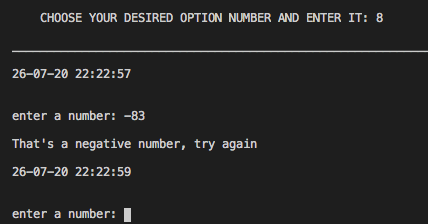 CHOOSE YOUR DESIRED OPTION NUMBER AND ENTER IT: 8
26-07-20 22:22:57
enter a number: -83
That's a negative number, try again
26-07-20 22:22:59
enter a number: